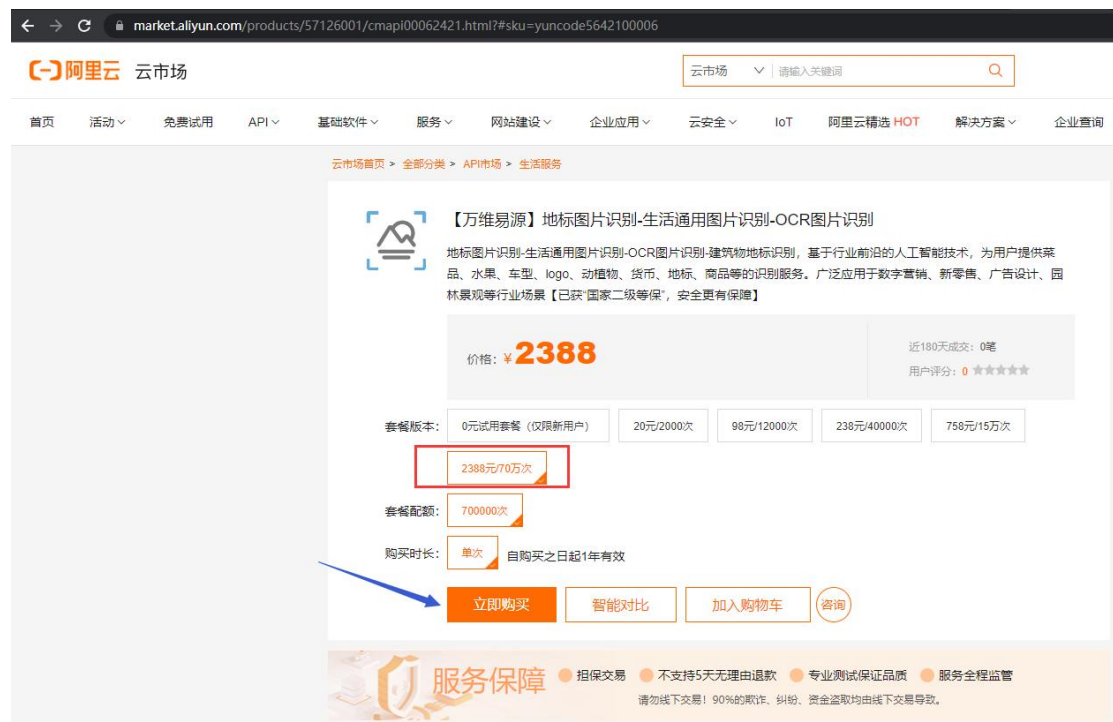 market.aliyun.com/products/57126001/cmapi00062421.html?#sku=yuncode5642100006
阿里云 云市场 云市场 请输入关键词
首页 活动 免费试用 API 基础软件 服务 网站建设 企业应用 云安全 IoT 阿里云精选 HOT 解决方案 企业查询
云市场首页 > 全部分类 > API市场 > 生活服务
【万维易源】地标图片识别-生活通用图片识别-OCR图片识别
地标图片识别-生活通用图片识别-OCR图片识别-建筑物地标识别，基于行业前沿的人工智能技术，为用户提供菜
品、水果、车型、logo、动植物、货币、地标、商品等的识别服务。广泛应用于数字营销、新零售、广告设计、园
林景观等行业场景【已获“国家二级等保”，安全更有保障】
价格：¥2388
近180天成交：0笔
用户评分：0
套餐版本： 0元试用套餐（仅限新用户） 20元/2000次 98元/12000次 238元/40000次 758元/15万次
2388元/70万次
套餐配额： 700000次
购买时长： 单次 自购买之日起1年有效
立即购买 智能对比 加入购物车 咨询
服务保障 担保交易 不支持5天无理由退款 专业测试保证品质 服务全程监管
请勿线下交易！90%的欺诈、纠纷、资金盗取均由线下交易导致。